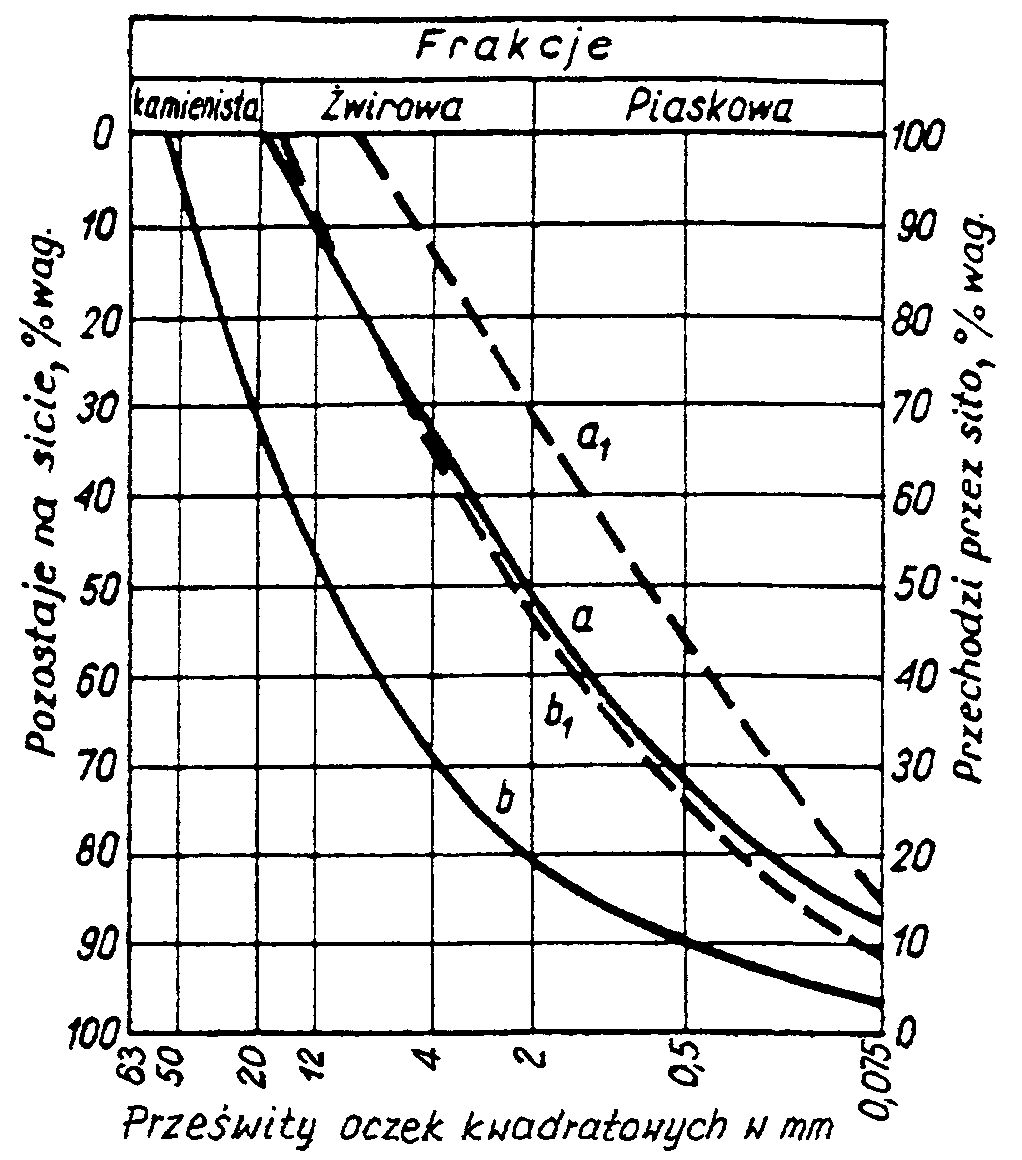 Frakcje
kamienista Żwirowa Piaskowa
Pozostaje na sicie, % wag.
0
10
20
30
40
50
60
70
80
90
100
100
90
80
70
60
50
40
30
20
10
0
Przechodzi przez sito, % wag.
a₁
a
b₁
b
63 50 20 12 4 2 0,5 0,075
Prześwity oczek kwadratowych w mm